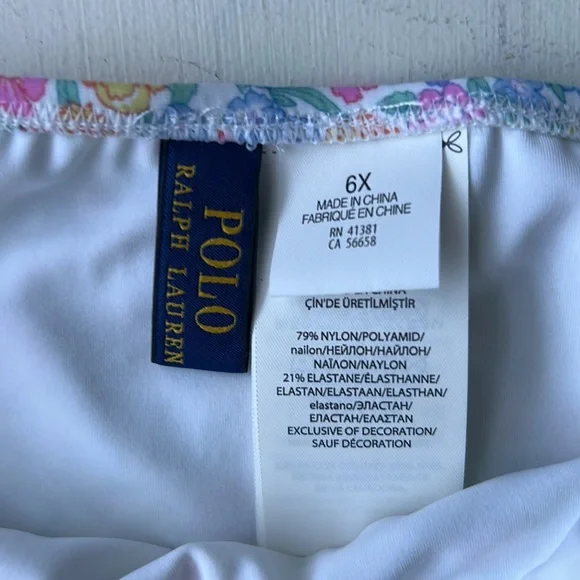 POLO
RALPH LAUREN
6X
MADE IN CHINA
FABRIQUÉ EN CHINE
RN 41381
CA 56658
ÇİN'DE ÜRETİLMİŞTİR
79% NYLON/POLYAMID/
nailon/НЕЙЛОН/НАЙЛОН/
ΝΑΪΛΟΝ/NAYLON
21% ELASTANE/ÉLASTHANNE/
ELASTAN/ELASTAAN/ELASTHAN/
elastano/ЭЛАСТАН/
ЕЛАСТАН/ΕΛΑΣΤΑΝ
EXCLUSIVE OF DECORATION/
SAUF DÉCORATION